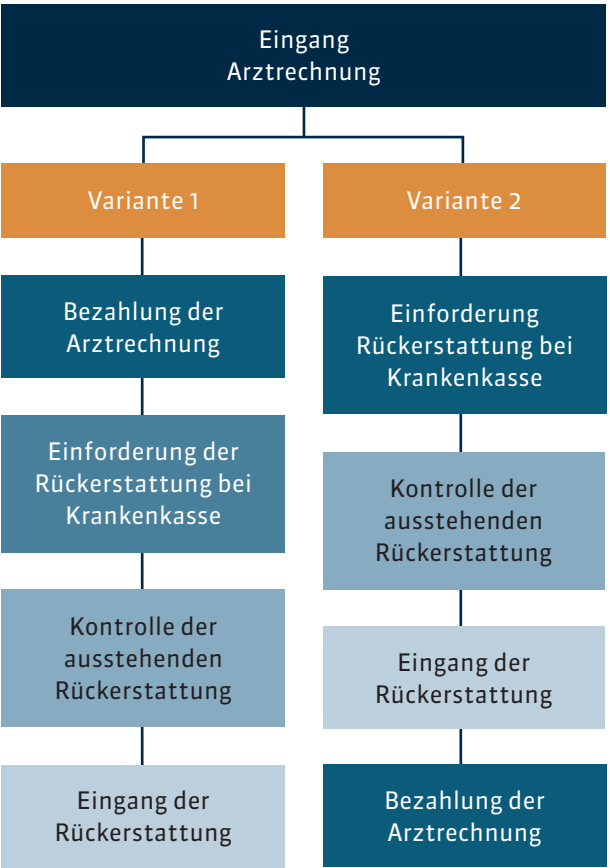 Eingang
Arztrechnung
Variante 1
Bezahlung der
Arztrechnung
Einforderung der
Rückerstattung bei
Krankenkasse
Kontrolle der
ausstehenden
Rückerstattung
Eingang der
Rückerstattung
Variante 2
Einforderung
Rückerstattung bei
Krankenkasse
Kontrolle der
ausstehenden
Rückerstattung
Eingang der
Rückerstattung
Bezahlung der
Arztrechnung